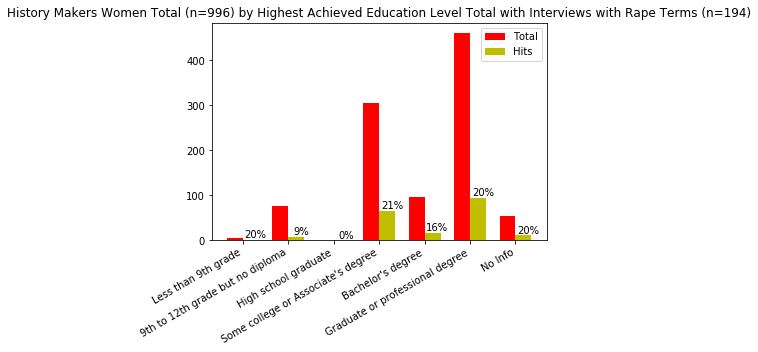 History Makers Women Total (n=996) by Highest Achieved Education Level Total with Interviews with Rape Terms (n=194)
Total
Hits
400
300
200
100
0
20%
9%
0%
21%
16%
20%
20%
Less than 9th grade
9th to 12th grade but no diploma
High school graduate
Some college or Associate's degree
Bachelor's degree
Graduate or professional degree
No Info